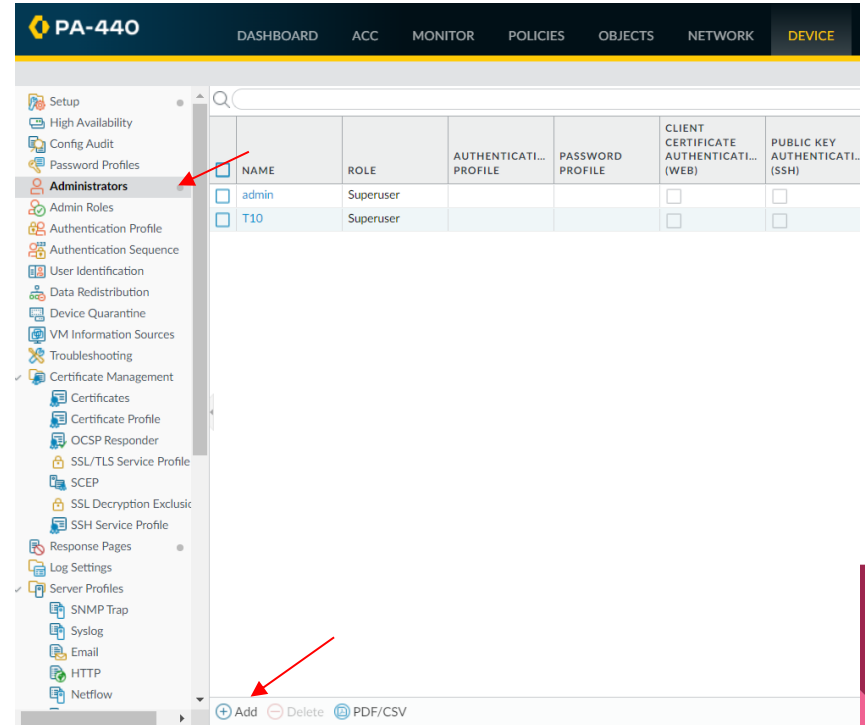 PA-440
DASHBOARD ACC MONITOR POLICIES OBJECTS NETWORK DEVICE
Setup
High Availability
Config Audit
Password Profiles
Administrators
Admin Roles
Authentication Profile
Authentication Sequence
User Identification
Data Redistribution
Device Quarantine
VM Information Sources
Troubleshooting
Certificate Management
Certificates
Certificate Profile
OCSP Responder
SSL/TLS Service Profile
SCEP
SSL Decryption Exclusic
SSH Service Profile
Response Pages
Log Settings
Server Profiles
SNMP Trap
Syslog
Email
HTTP
Netflow
NAME
ROLE
AUTHENTICATI...
PROFILE
PASSWORD
PROFILE
CLIENT
CERTIFICATE
AUTHENTICATI...
(WEB)
PUBLIC KEY
AUTHENTICATI...
(SSH)
admin Superuser
T10 Superuser
Add Delete PDF/CSV